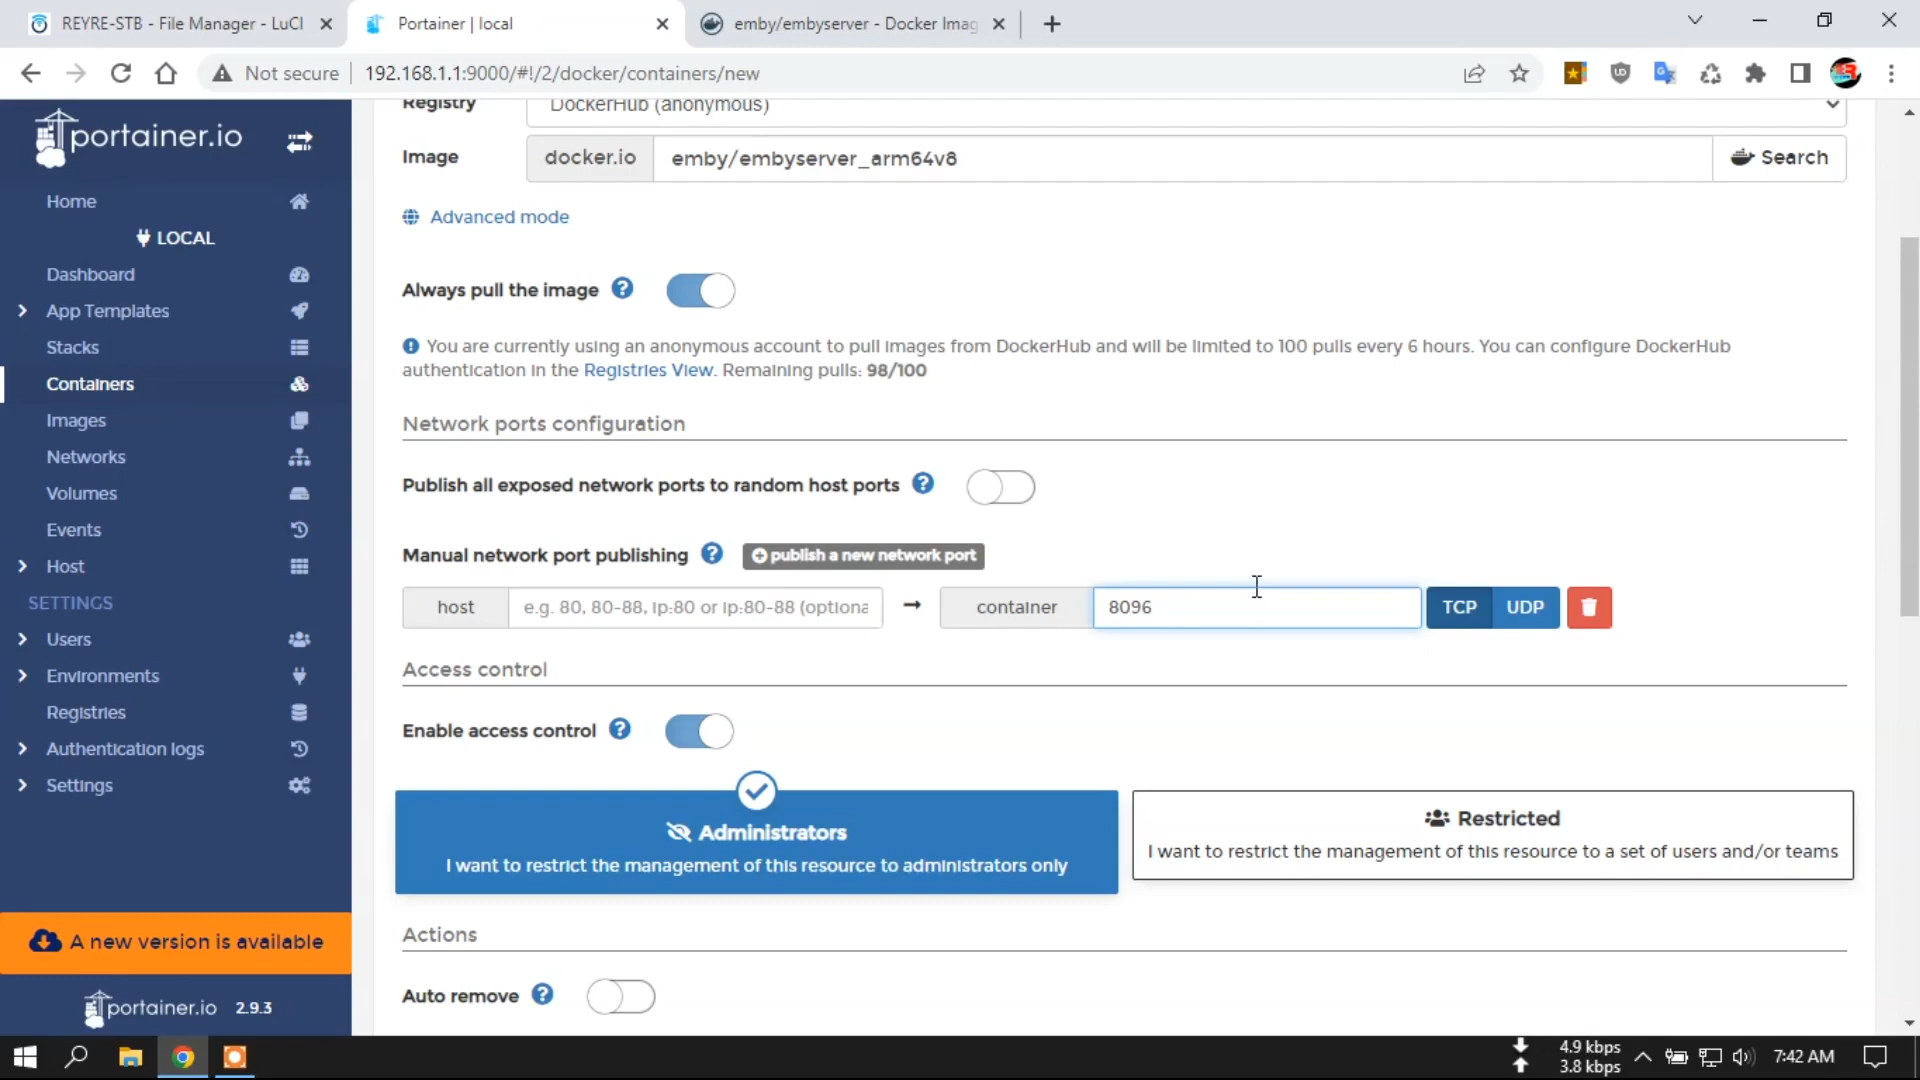 REYRE-STB - File Manager - LuCI
Portainer | local
emby/embyserver - Docker Imag
Not secure
192.168.1.1:9000/#!/2/docker/containers/new
portainer.io
Home
LOCAL
Dashboard
App Templates
Stacks
Containers
Images
Networks
Volumes
Events
Host
SETTINGS
Users
Environments
Registries
Authentication logs
Settings
A new version is available
portainer.io 2.9.3
Registry
DockerHub (anonymous)
Image
docker.io
emby/embyserver_arm64v8
Search
Advanced mode
Always pull the image
You are currently using an anonymous account to pull images from DockerHub and will be limited to 100 pulls every 6 hours. You can configure DockerHub
authentication in the Registries View. Remaining pulls: 98/100
Network ports configuration
Publish all exposed network ports to random host ports
Manual network port publishing
publish a new network port
host
e.g. 80, 80-88, ip:80 or ip:80-88 (optiona
container
8096
TCP
UDP
Access control
Enable access control
Administrators
I want to restrict the management of this resource to administrators only
Restricted
I want to restrict the management of this resource to a set of users and/or teams
Actions
Auto remove
4.9 kbps
3.8 kbps
7:42 AM